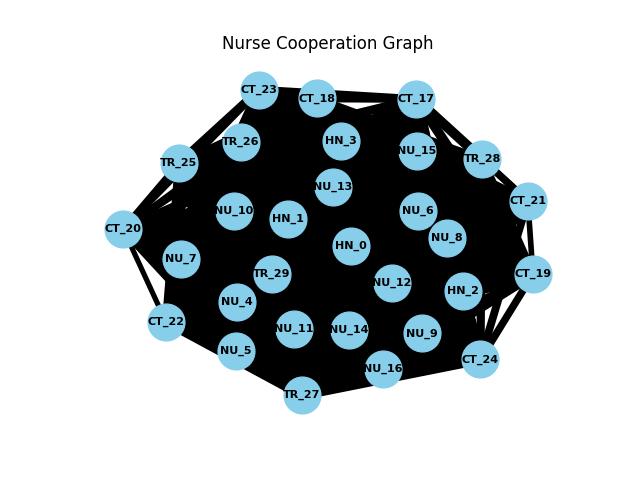 Nurse Cooperation Graph
CT_23
CT_18
CT_17
TR_26
HN_3
NU_15
TR_28
TR_25
NU_13
CT_21
NU_10
HN_1
NU_6
CT_20
NU_8
HN_0
NU_7
TR_29
CT_19
NU_12
HN_2
NU_4
CT_22
NU_11
NU_14
NU_9
NU_5
CT_24
NU_16
TR_27